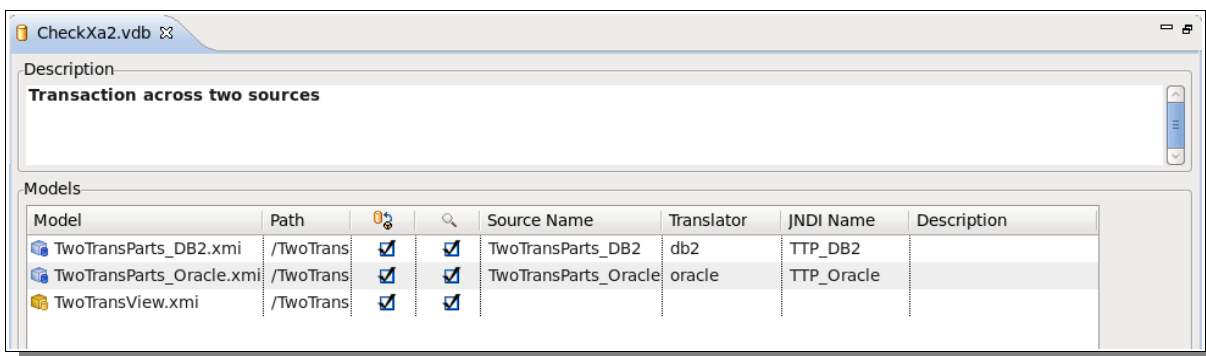 CheckXa2.vdb
Description
Transaction across two sources
Models
Model Path Source Name Translator JNDI Name Description
TwoTransParts_DB2.xmi /TwoTrans TwoTransParts_DB2 db2 TTP_DB2
TwoTransParts_Oracle.xmi /TwoTrans TwoTransParts_Oracle oracle TTP_Oracle
TwoTransView.xmi /TwoTrans